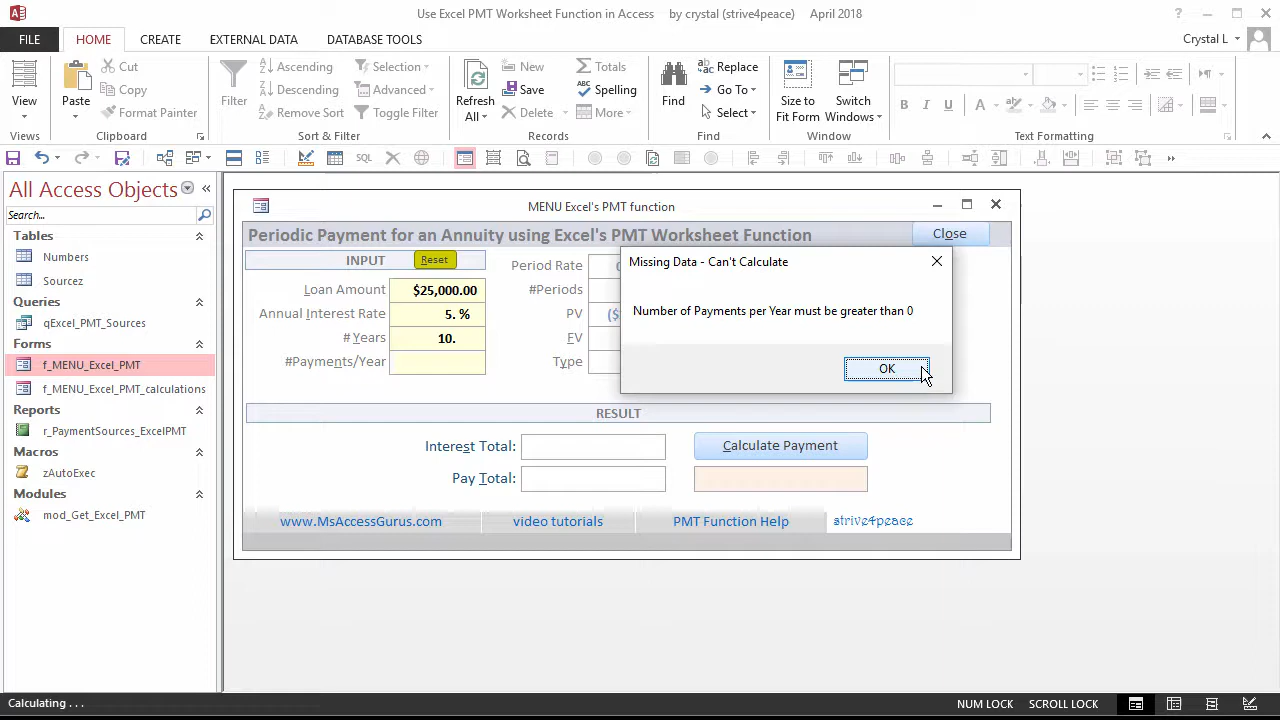 Use Excel PMT Worksheet Function in Access by crystal (strive4peace) April 2018
?
FILE HOME CREATE EXTERNAL DATA DATABASE TOOLS
Crystal L
View
Views
Paste
Cut
Copy
Format Painter
Clipboard
Filter
Ascending
Descending
Remove Sort
Selection
Advanced
Toggle Filter
Sort & Filter
Refresh
All
New
Save
Delete
Totals
Spelling
More
Records
Find
Replace
Go To
Select
Find
Size to
Fit Form
Switch
Windows
Window
B I U A ab
Text Formatting
SQL
All Access Objects
Search...
Tables
Numbers
Sourcez
Queries
qExcel_PMT_Sources
Forms
f_MENU_Excel_PMT
f_MENU_Excel_PMT_calculations
Reports
r_PaymentSources_ExcelPMT
Macros
zAutoExec
Modules
mod_Get_Excel_PMT
MENU Excel's PMT function
Periodic Payment for an Annuity using Excel's PMT Worksheet Function
Close
INPUT
Reset
Loan Amount $25,000.00
Annual Interest Rate 5. %
# Years 10.
#Payments/Year
Period Rate
#Periods
PV ($
FV
Type
Missing Data - Can't Calculate
Number of Payments per Year must be greater than 0
OK
RESULT
Interest Total:
Calculate Payment
Pay Total:
www.MsAccessGurus.com video tutorials PMT Function Help strive4peace
Calculating . . .
NUM LOCK SCROLL LOCK